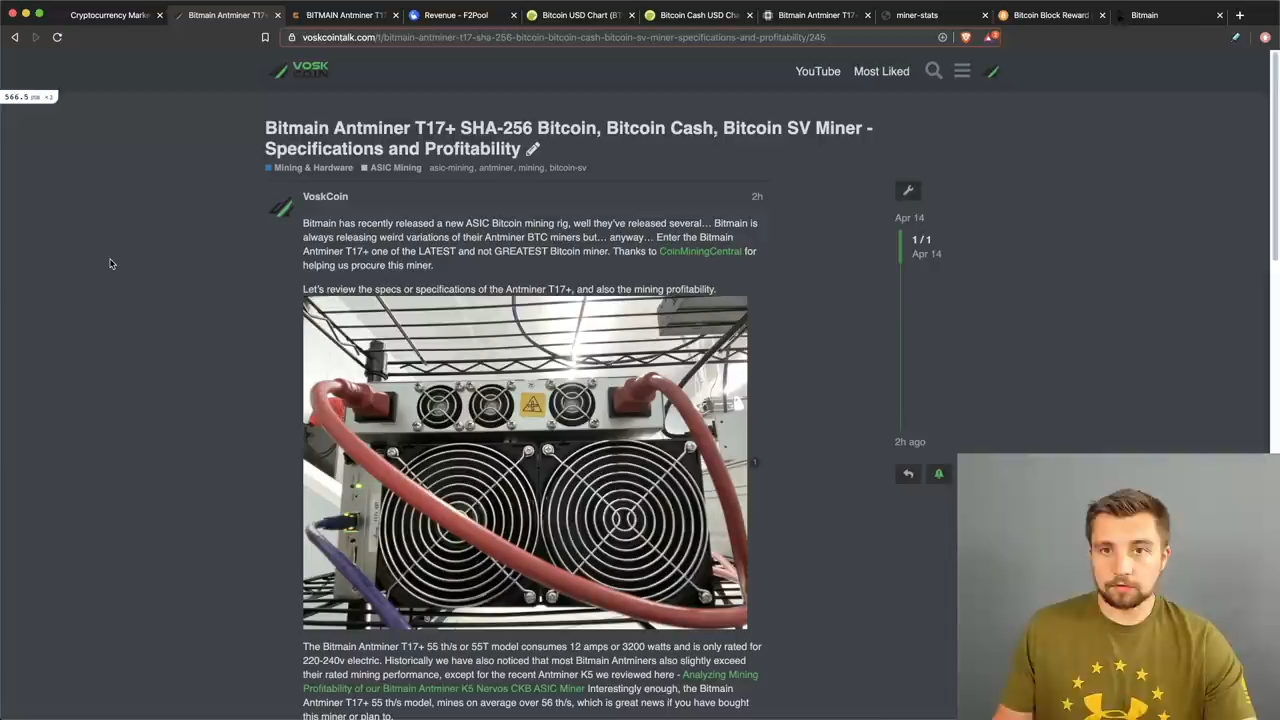 Cryptocurrency Marke
Bitmain Antminer T17+
BITMAIN Antminer T17
Revenue - F2Pool
Bitcoin USD Chart (BT
Bitcoin Cash USD Cha
Bitmain Antminer T17+
miner-stats
Bitcoin Block Reward
Bitmain
voskcointalk.com/t/bitmain-antminer-t17-sha-256-bitcoin-bitcoin-cash-bitcoin-sv-miner-specifications-and-profitability/245
VOSK
COIN
YouTube Most Liked
566.5 ms ×3
Bitmain Antminer T17+ SHA-256 Bitcoin, Bitcoin Cash, Bitcoin SV Miner -
Specifications and Profitability
Mining & Hardware ASIC Mining asic-mining, antminer, mining, bitcoin-sv
VoskCoin 2h
Bitmain has recently released a new ASIC Bitcoin mining rig, well they've released several… Bitmain is
always releasing weird variations of their Antminer BTC miners but… anyway… Enter the Bitmain
Antminer T17+ one of the LATEST and not GREATEST Bitcoin miner. Thanks to CoinMiningCentral for
helping us procure this miner.
Let's review the specs or specifications of the Antminer T17+, and also the mining profitability.
Apr 14
1 / 1
Apr 14
2h ago
1
The Bitmain Antminer T17+ 55 th/s or 55T model consumes 12 amps or 3200 watts and is only rated for
220-240v electric. Historically we have also noticed that most Bitmain Antminers also slightly exceed
their rated mining performance, except for the recent Antminer K5 we reviewed here - Analyzing Mining
Profitability of our Bitmain Antminer K5 Nervos CKB ASIC Miner Interestingly enough, the Bitmain
Antminer T17+ 55 th/s model, mines on average over 56 th/s, which is great news if you have bought
this miner or plan to.